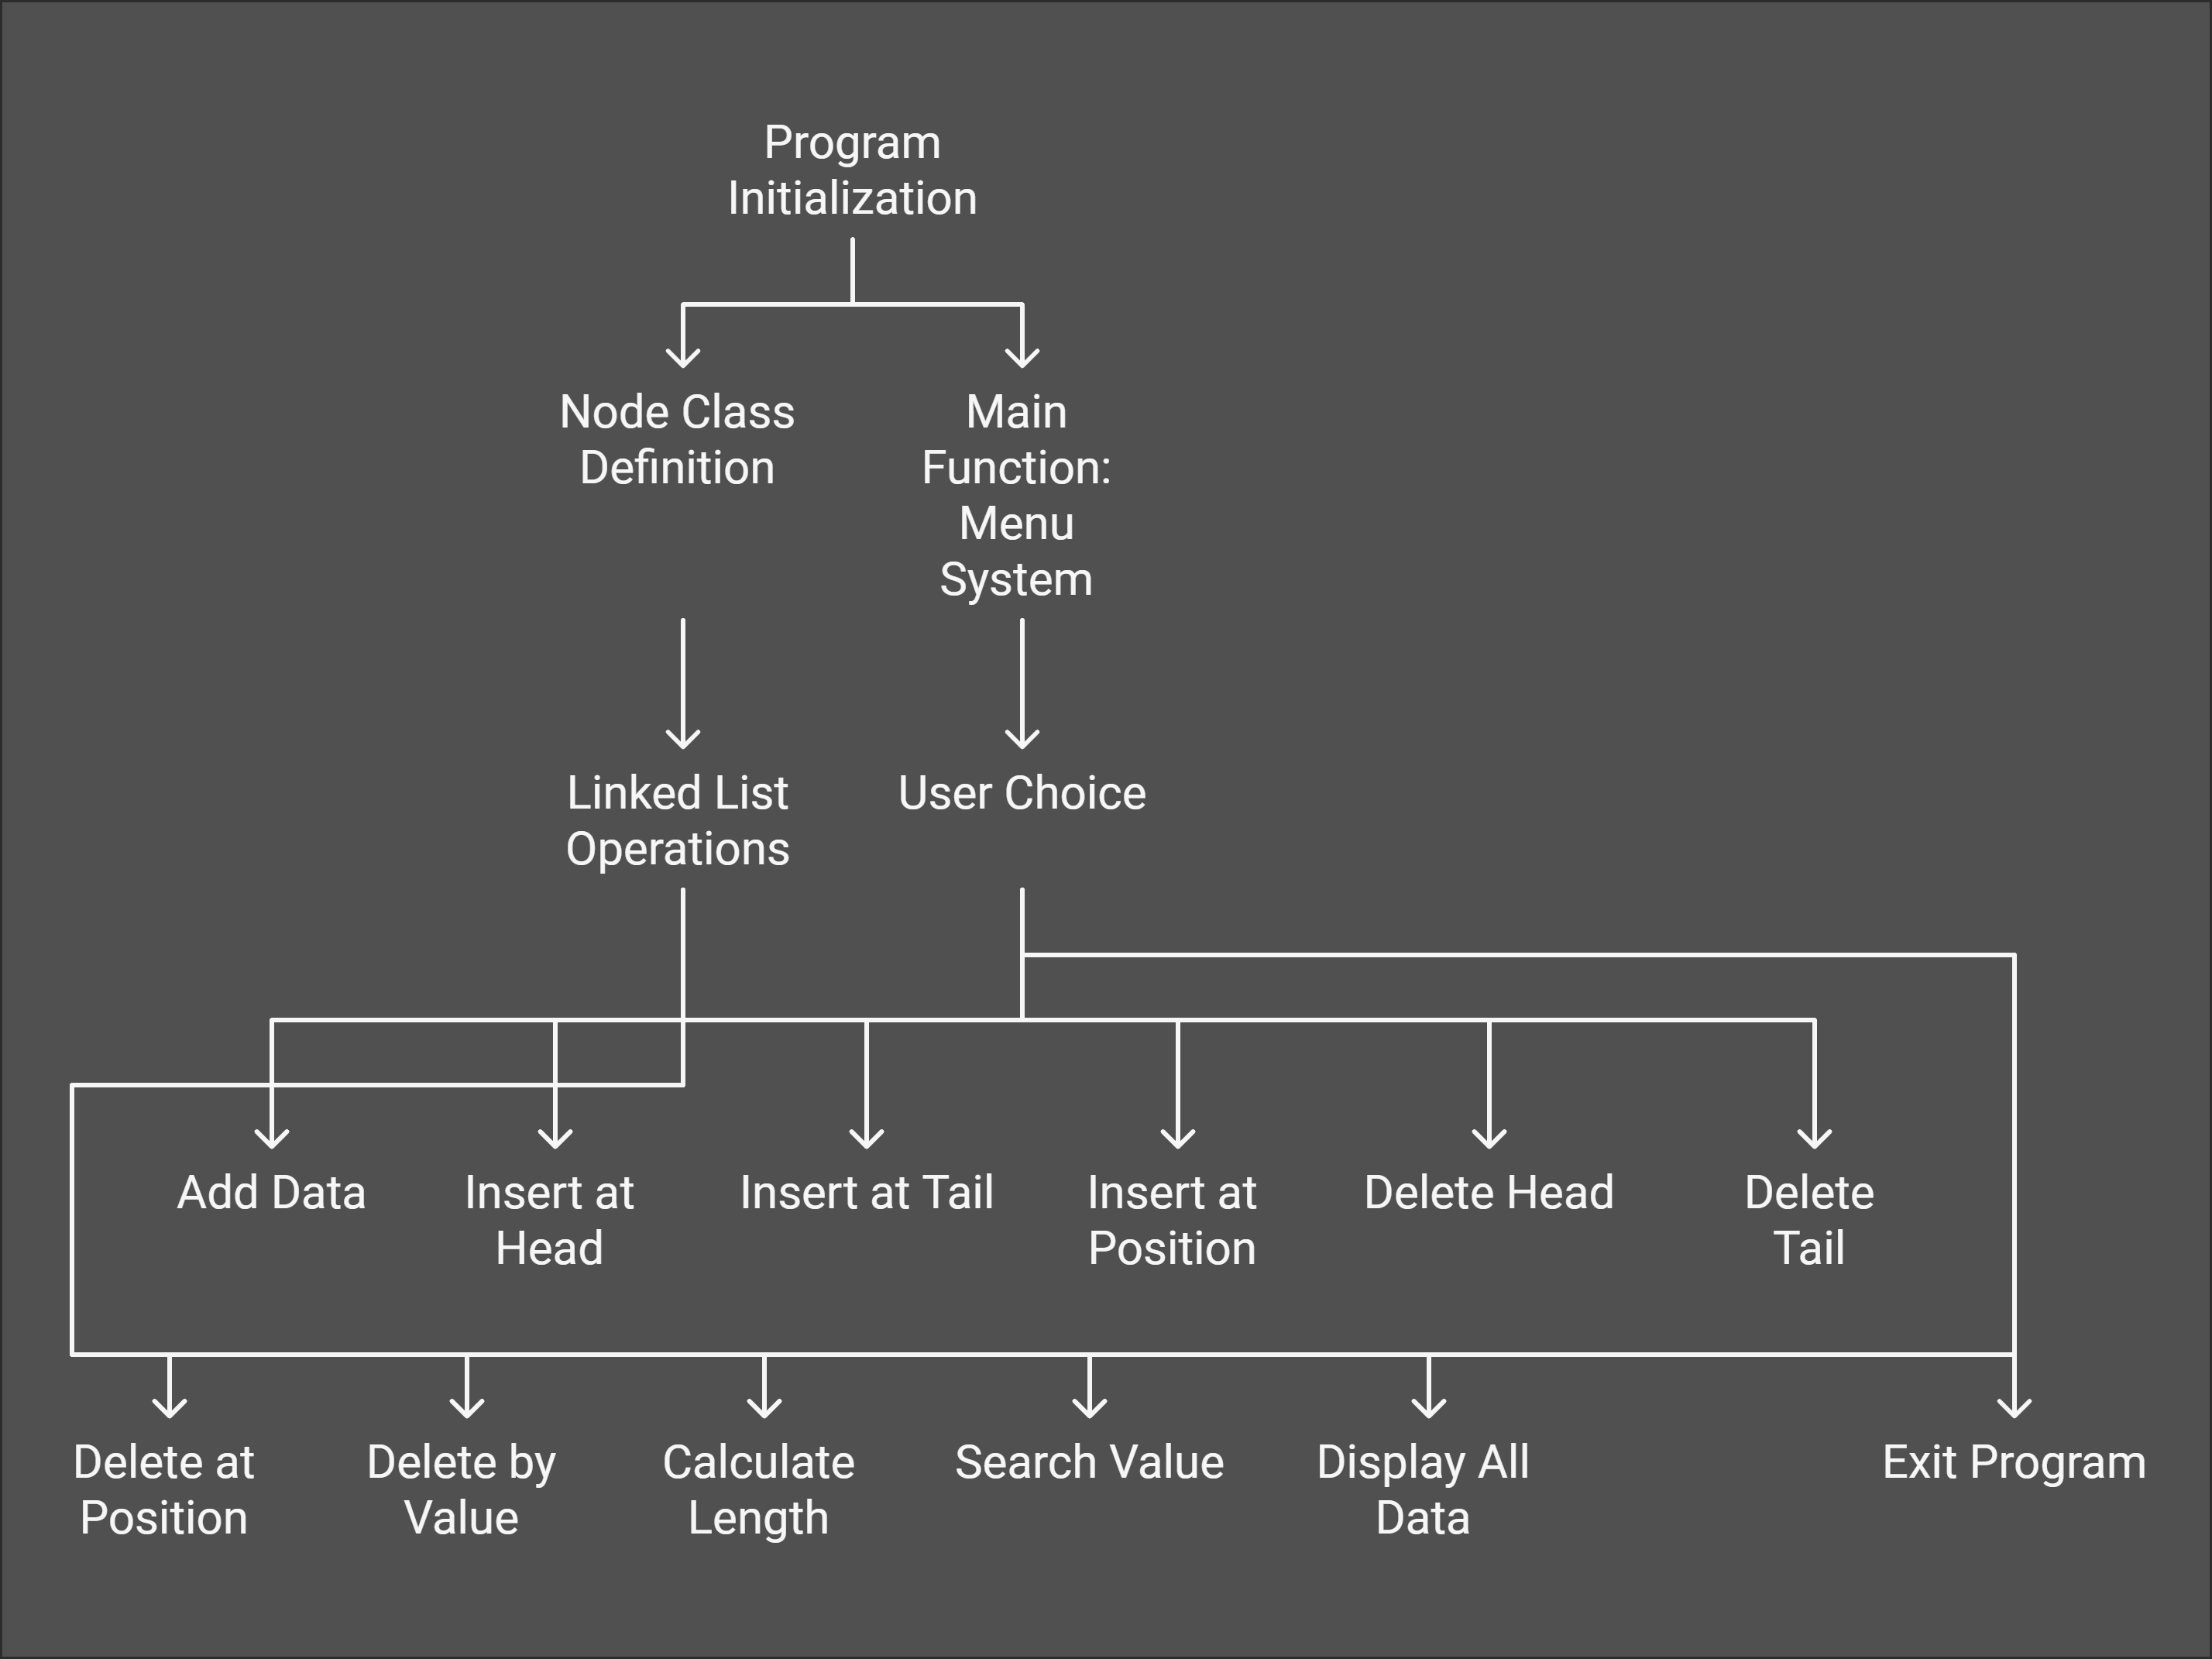 Program
Initialization
Node Class
Definition
Main
Function:
Menu
System
Linked List
Operations
User Choice
Add Data
Insert at
Head
Insert at Tail
Insert at
Position
Delete Head
Delete
Tail
Delete at
Position
Delete by
Value
Calculate
Length
Search Value
Display All
Data
Exit Program